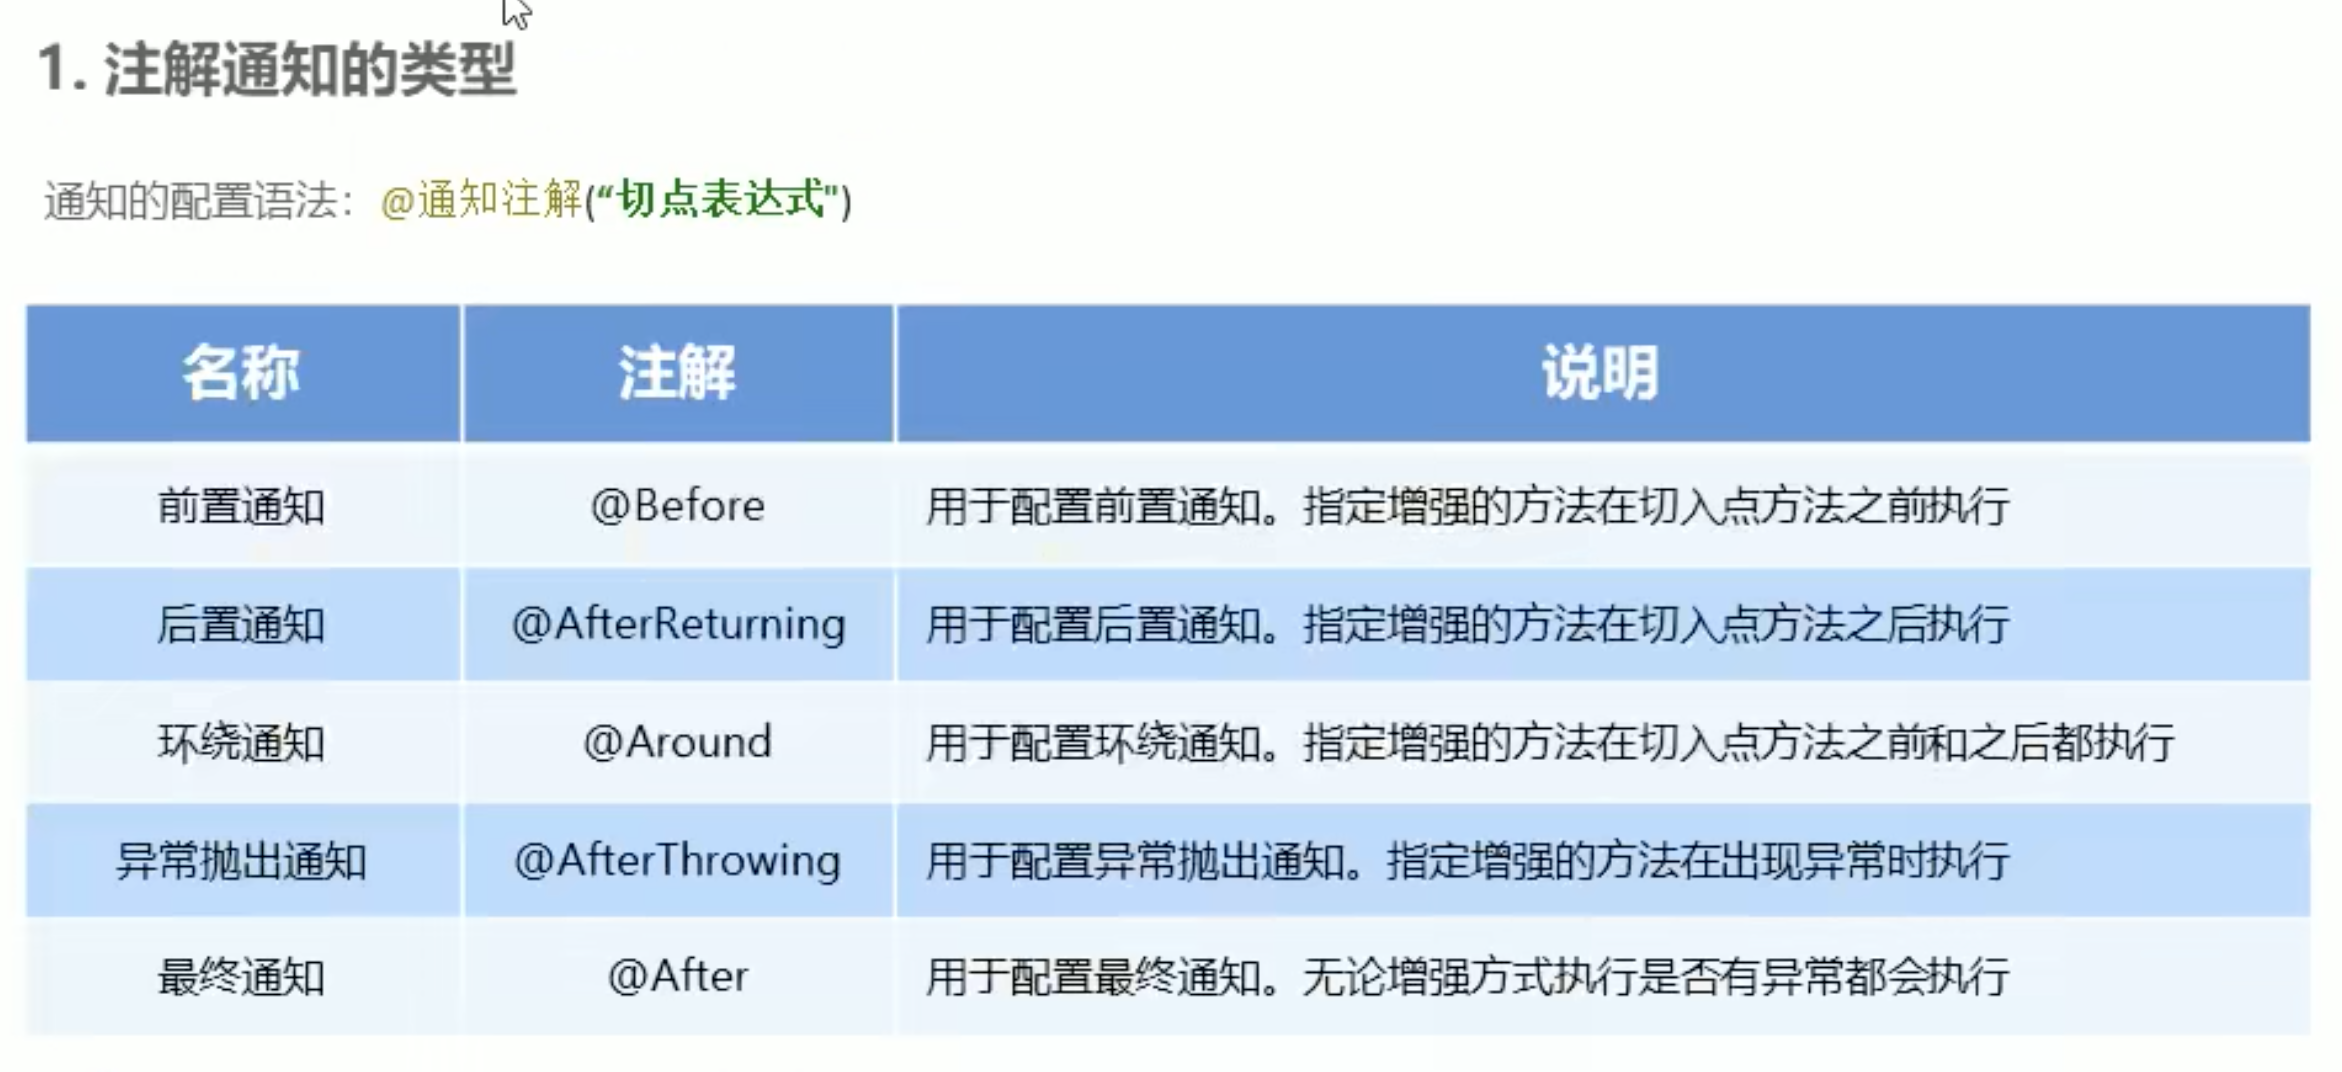 1. 注解通知的类型
通知的配置语法：@通知注解(“切点表达式")
名称 注解 说明
前置通知 @Before 用于配置前置通知。指定增强的方法在切入点方法之前执行
后置通知 @AfterReturning 用于配置后置通知。指定增强的方法在切入点方法之后执行
环绕通知 @Around 用于配置环绕通知。指定增强的方法在切入点方法之前和之后都执行
异常抛出通知 @AfterThrowing 用于配置异常抛出通知。指定增强的方法在出现异常时执行
最终通知 @After 用于配置最终通知。无论增强方式执行是否有异常都会执行